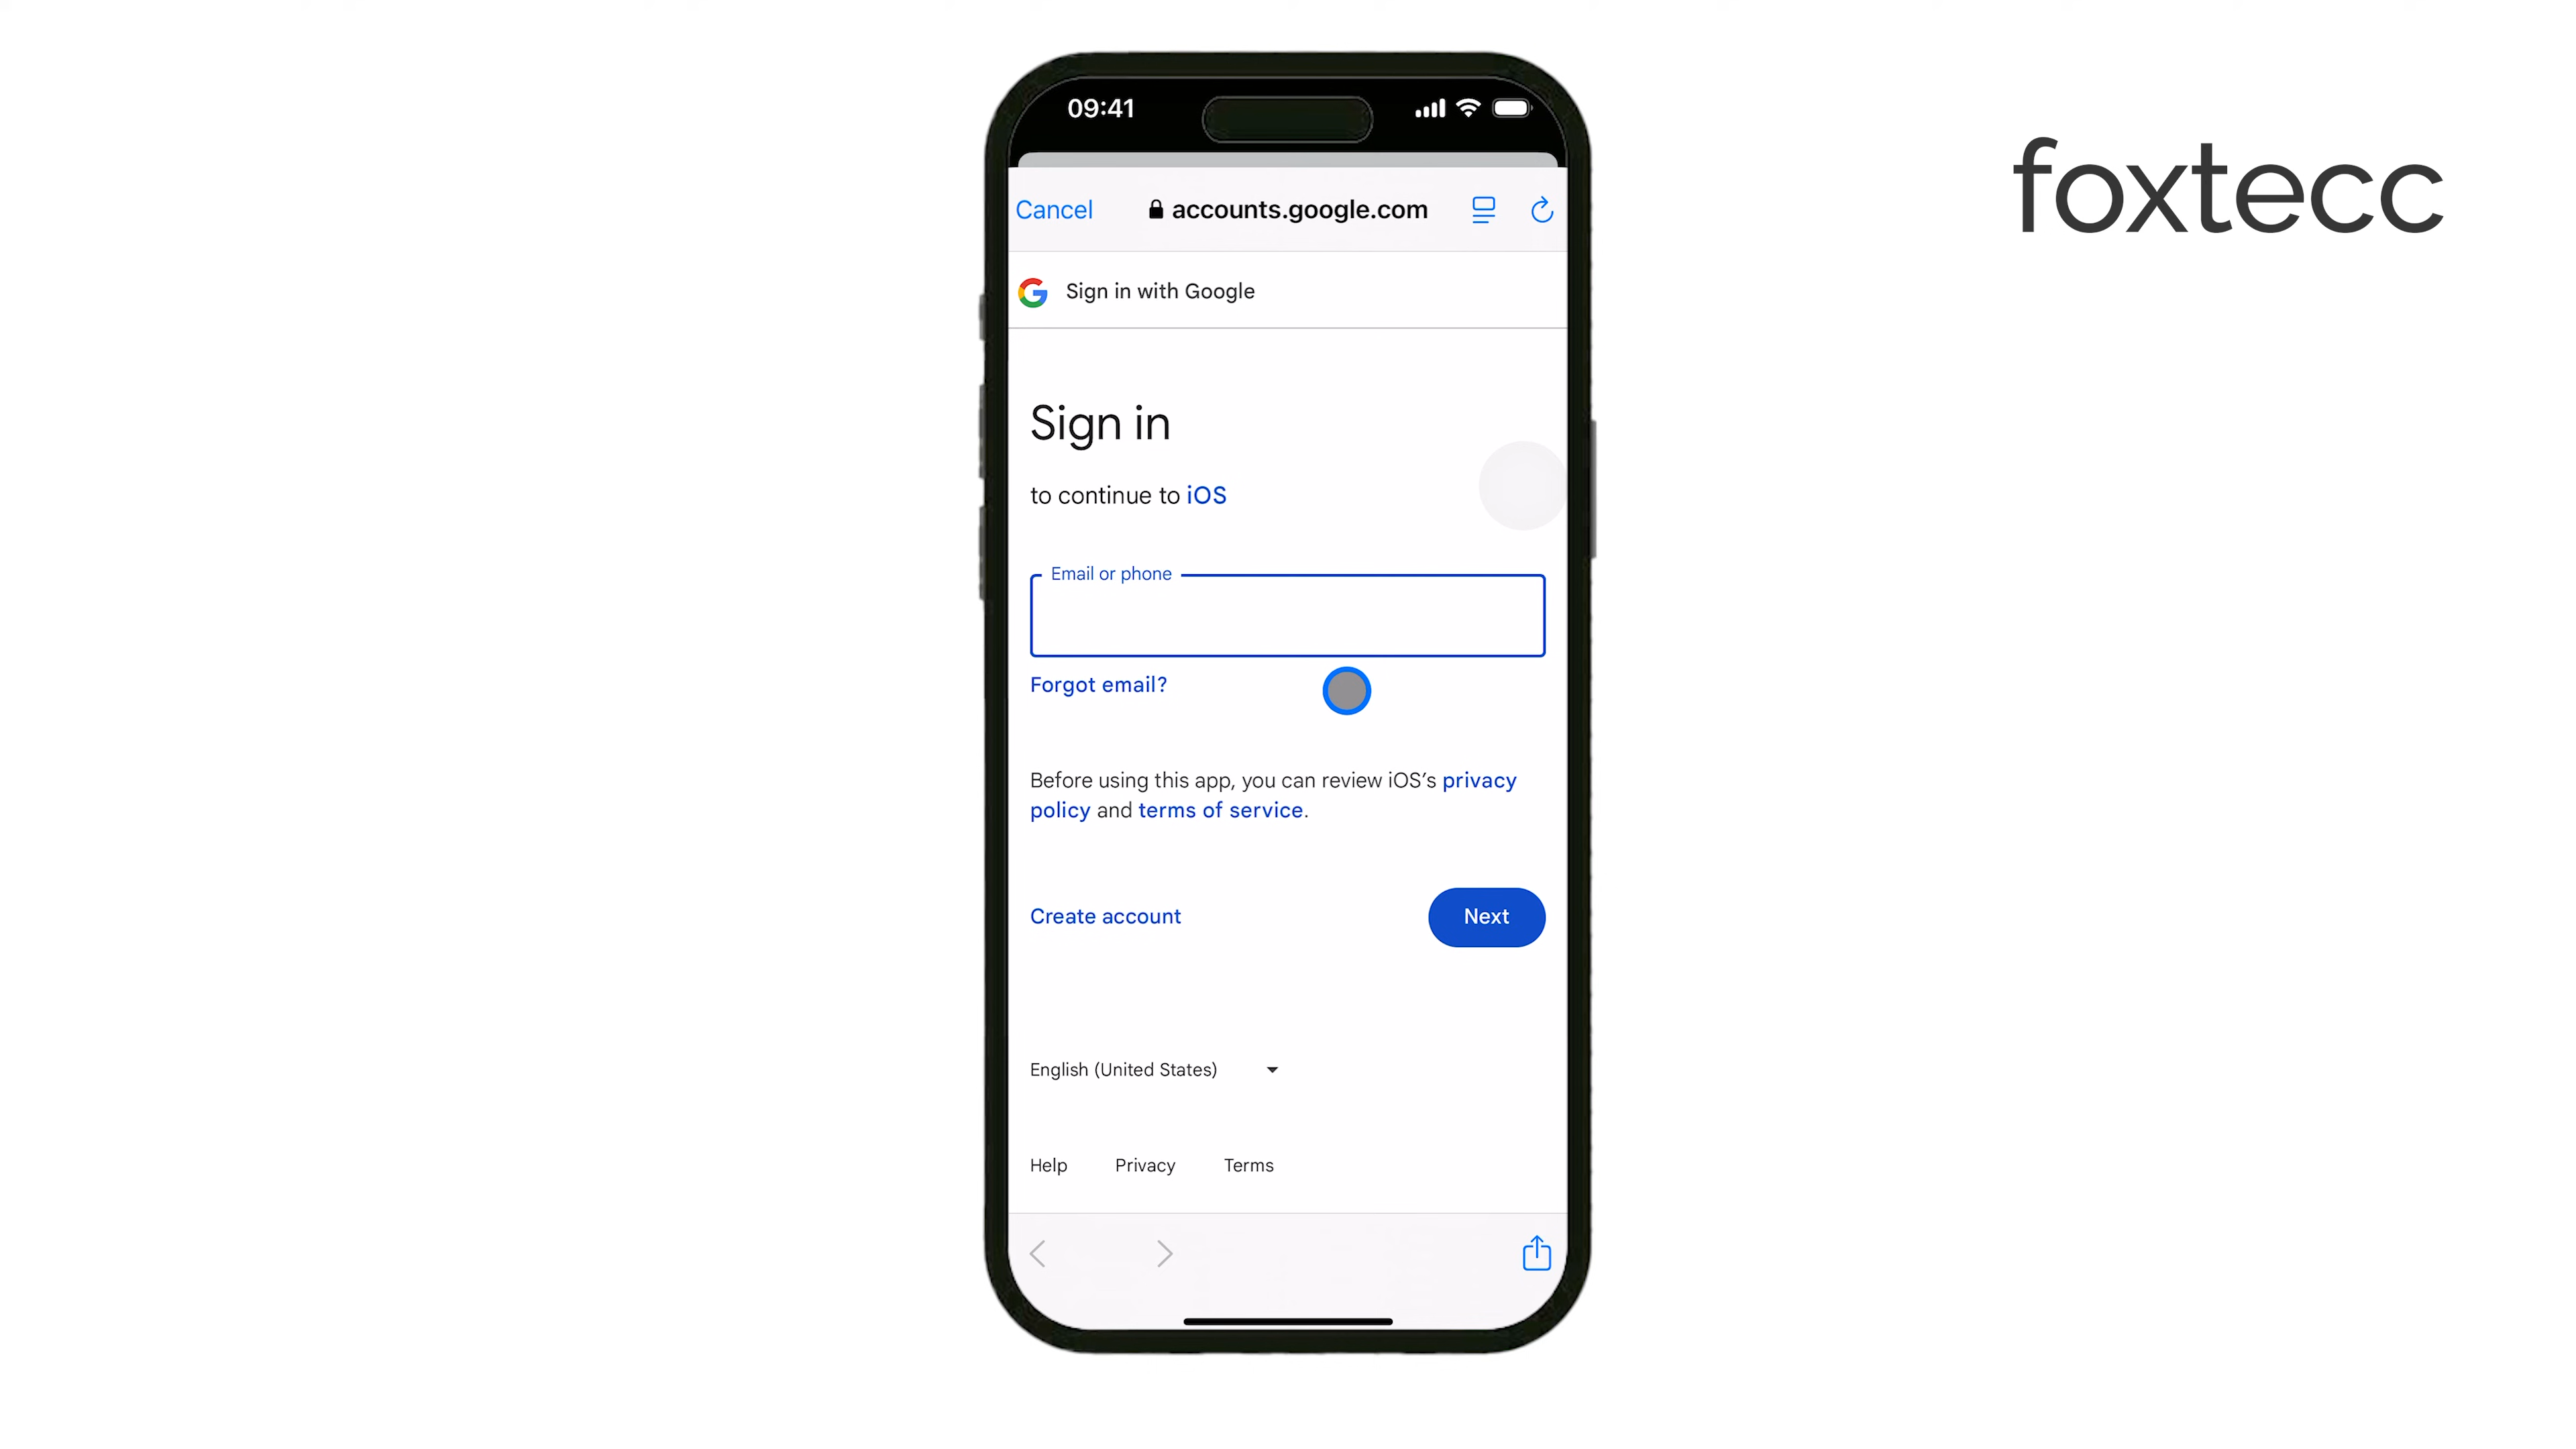 09:41
foxtecc
Cancel
accounts.google.com
Sign in with Google
Sign in
to continue to iOS
Email or phone
Forgot email?
Before using this app, you can review iOS’s privacy
policy and terms of service.
Create account
Next
English (United States)
Help Privacy Terms